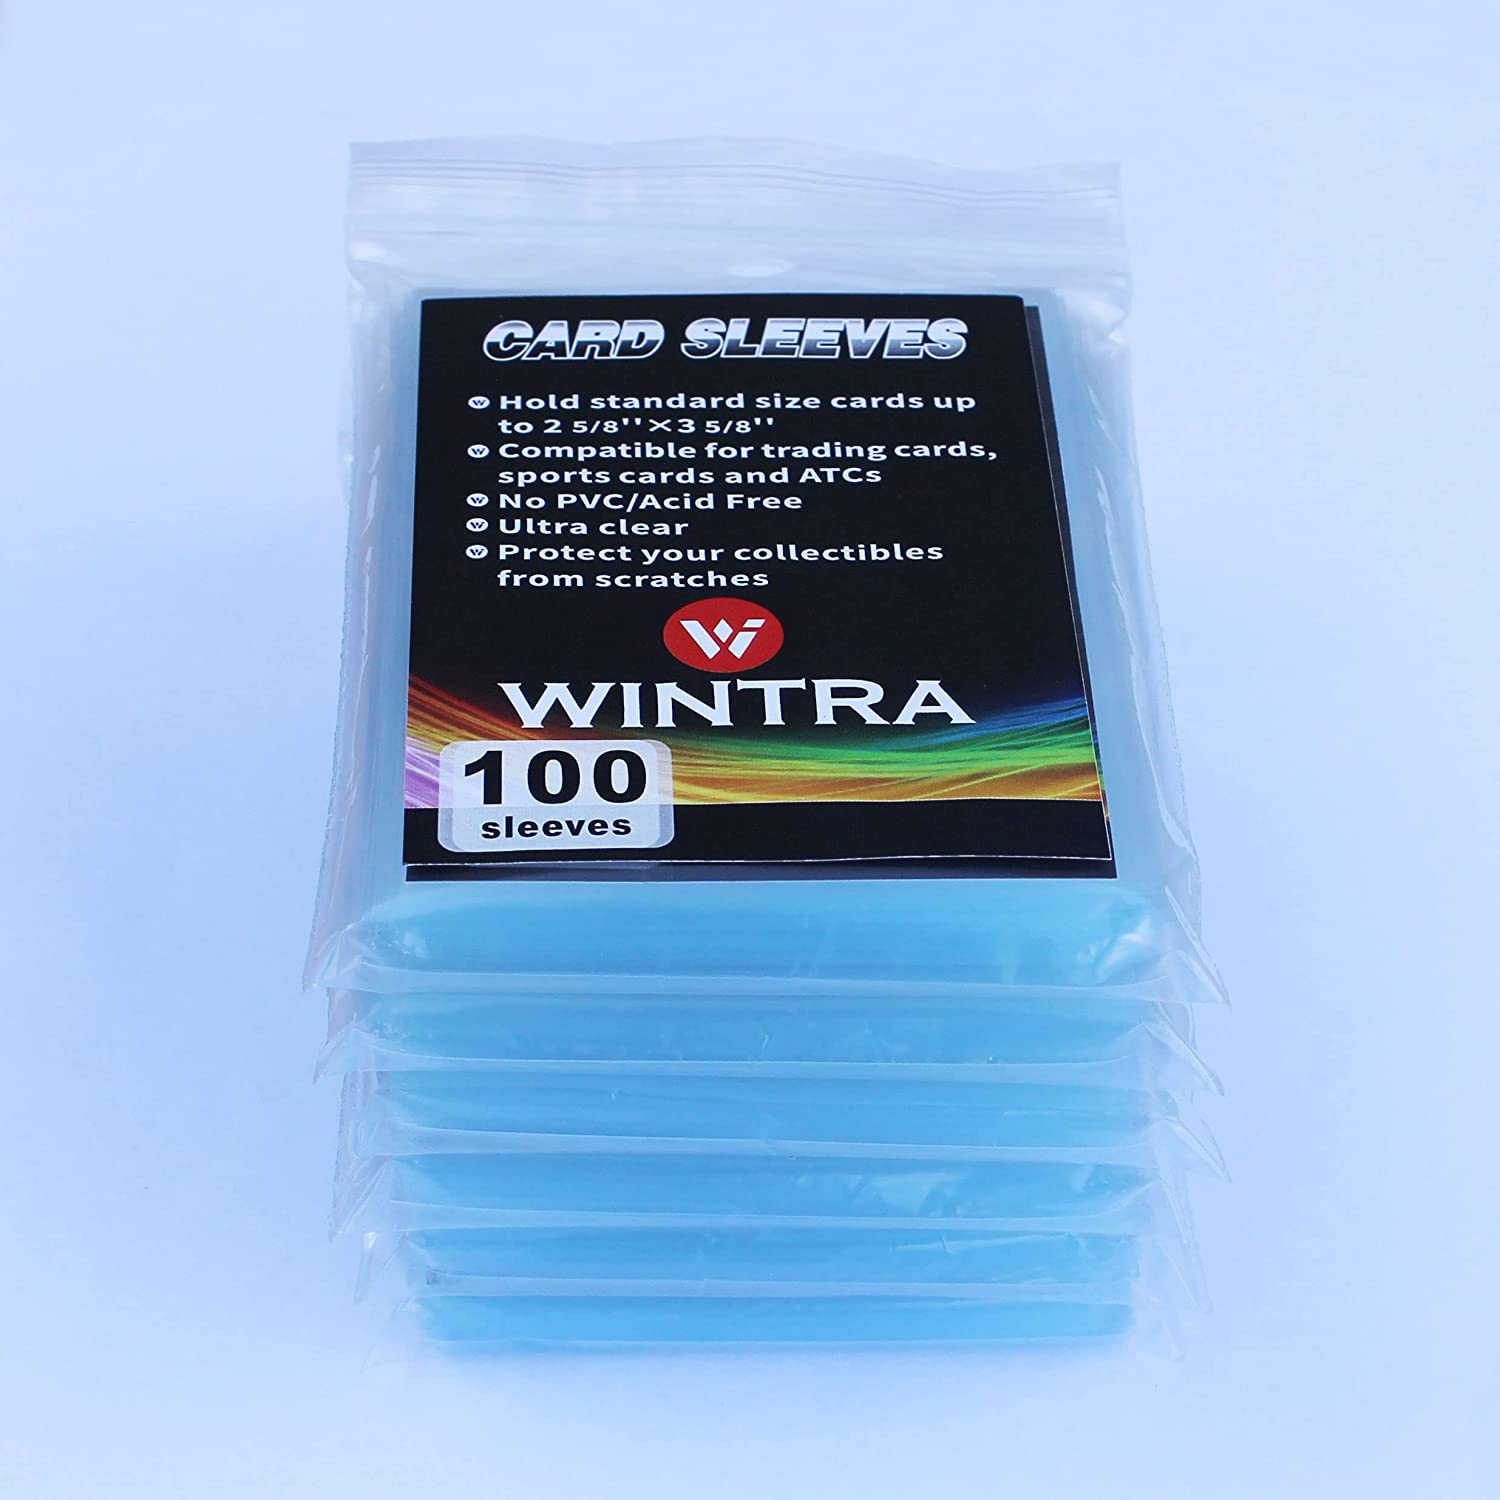 CARD SLEEVES
Hold standard size cards up
to 2 5/8''×3 5/8''
Compatible for trading cards,
sports cards and ATCs
No PVC/Acid Free
Ultra clear
Protect your collectibles
from scratches
W
WINTRA
100
sleeves